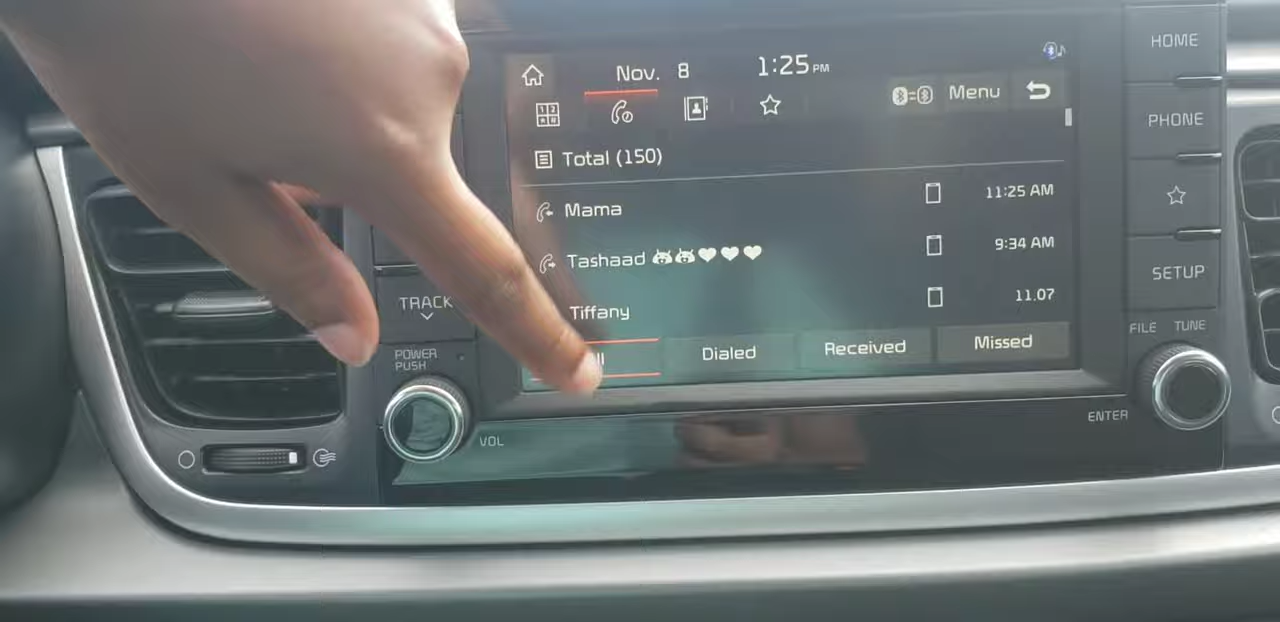 HOME
Nov. 8 1:25 PM
Menu
PHONE
Total (150)
Mama 11:25 AM
Tashaad 9:34 AM
SETUP
TRACK
Tiffany 11.07
FILE TUNE
Dialed Received Missed
POWER
PUSH
ENTER
VOL